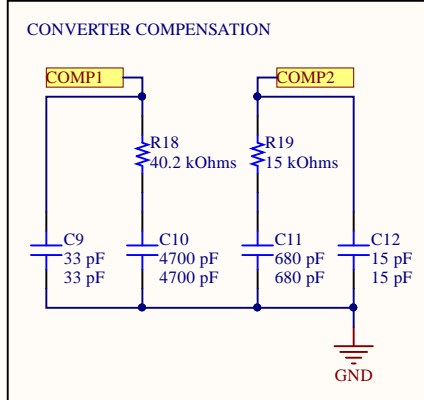 CONVERTER COMPENSATION
COMP1
COMP2
R18
40.2 kOhms
R19
15 kOhms
C9
33 pF
33 pF
C10
4700 pF
4700 pF
C11
680 pF
680 pF
C12
15 pF
15 pF
GND